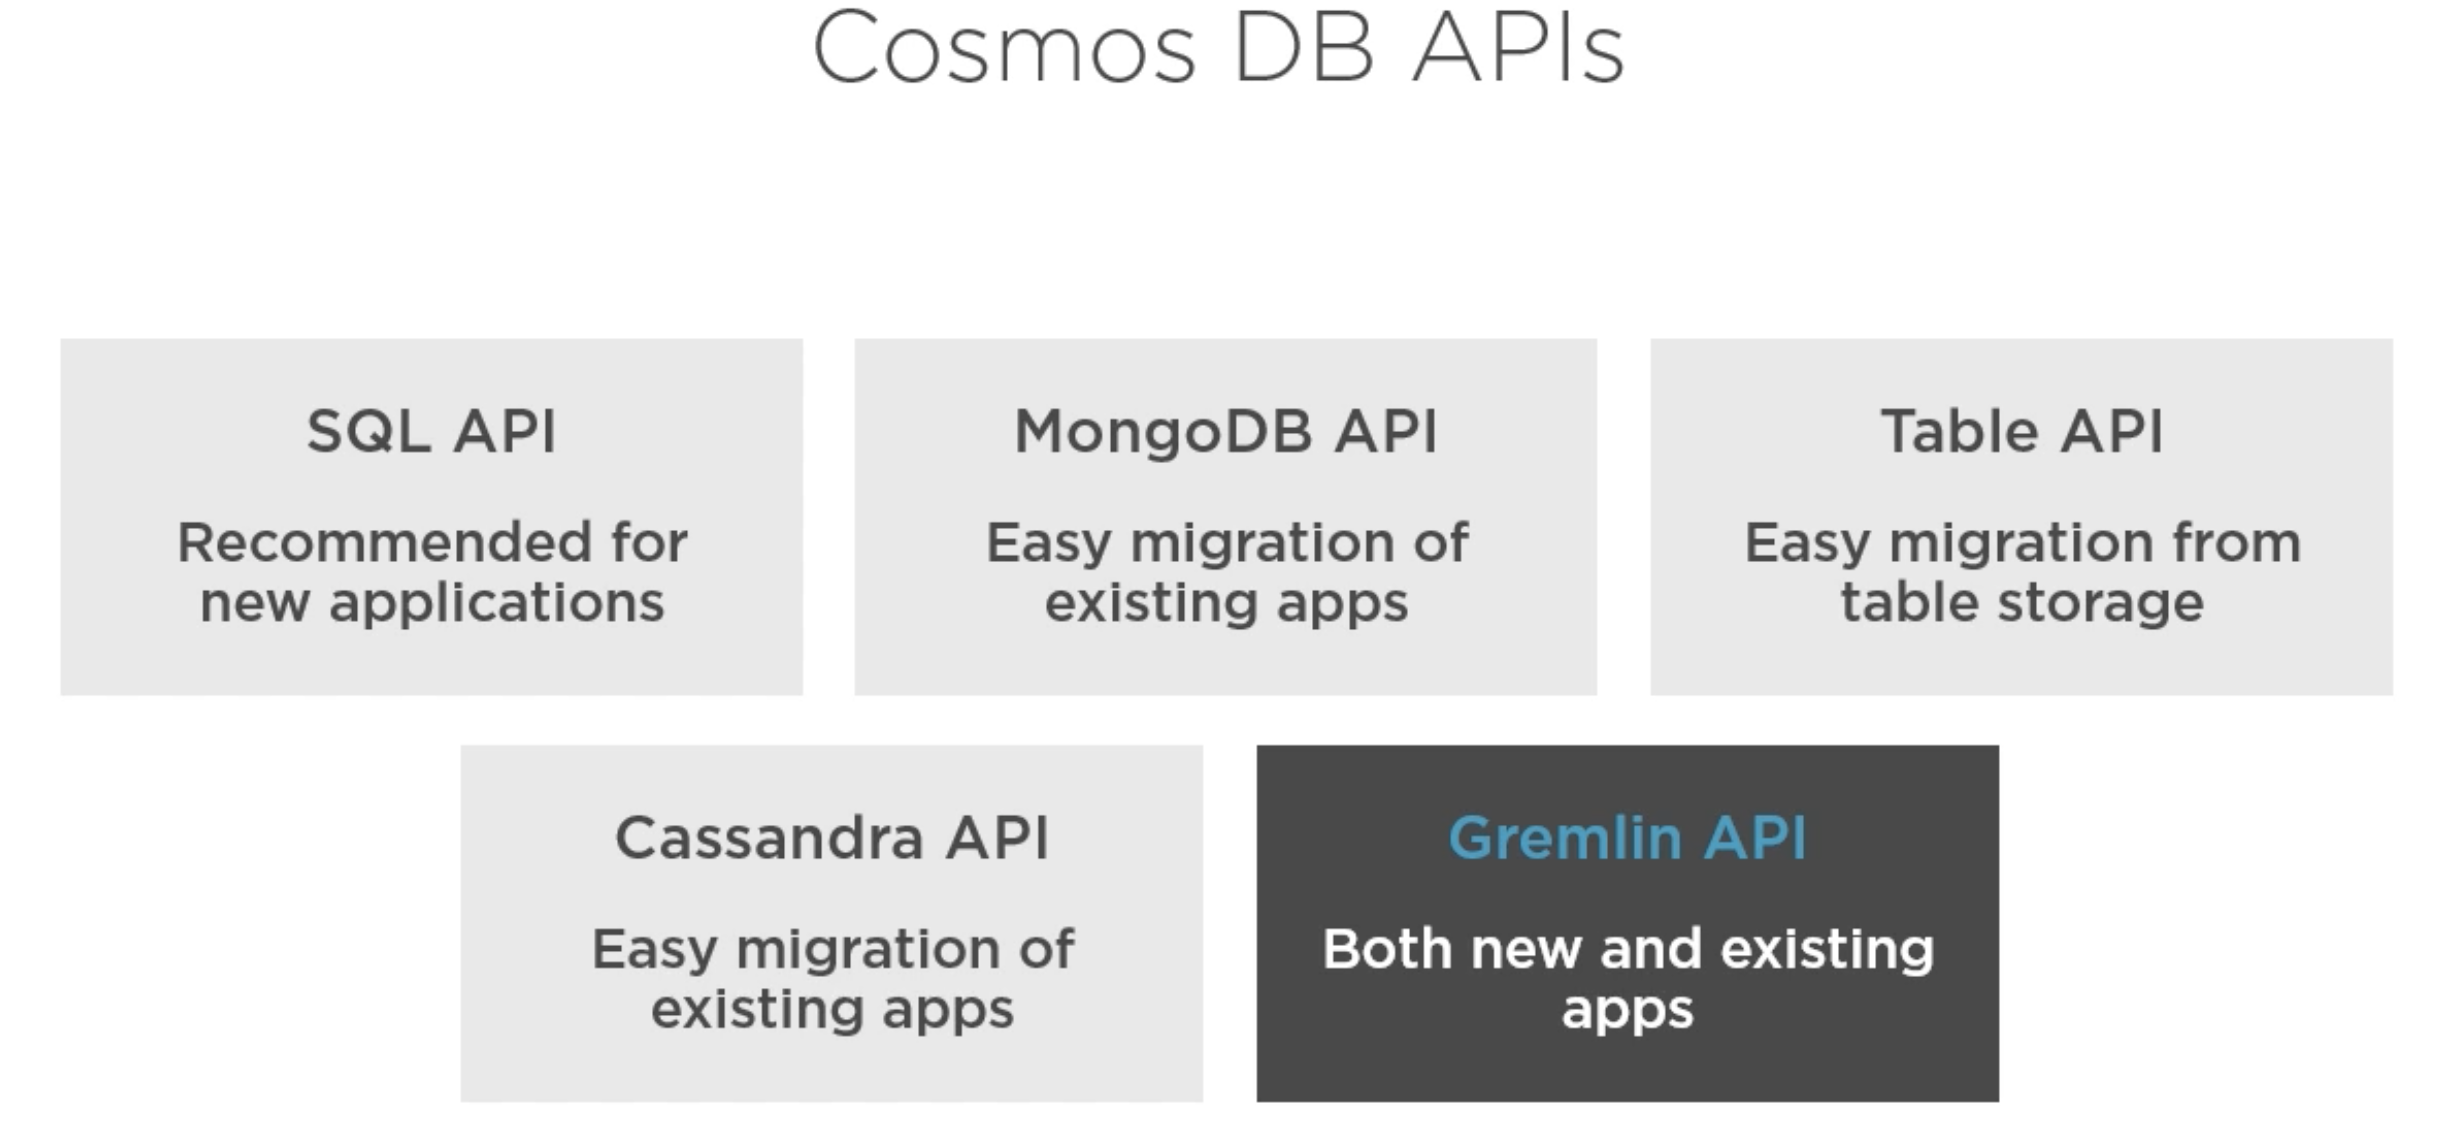 Cosmos DB APIs
SQL API
Recommended for
new applications
MongoDB API
Easy migration of
existing apps
Table API
Easy migration from
table storage
Cassandra API
Easy migration of
existing apps
Gremlin API
Both new and existing
apps